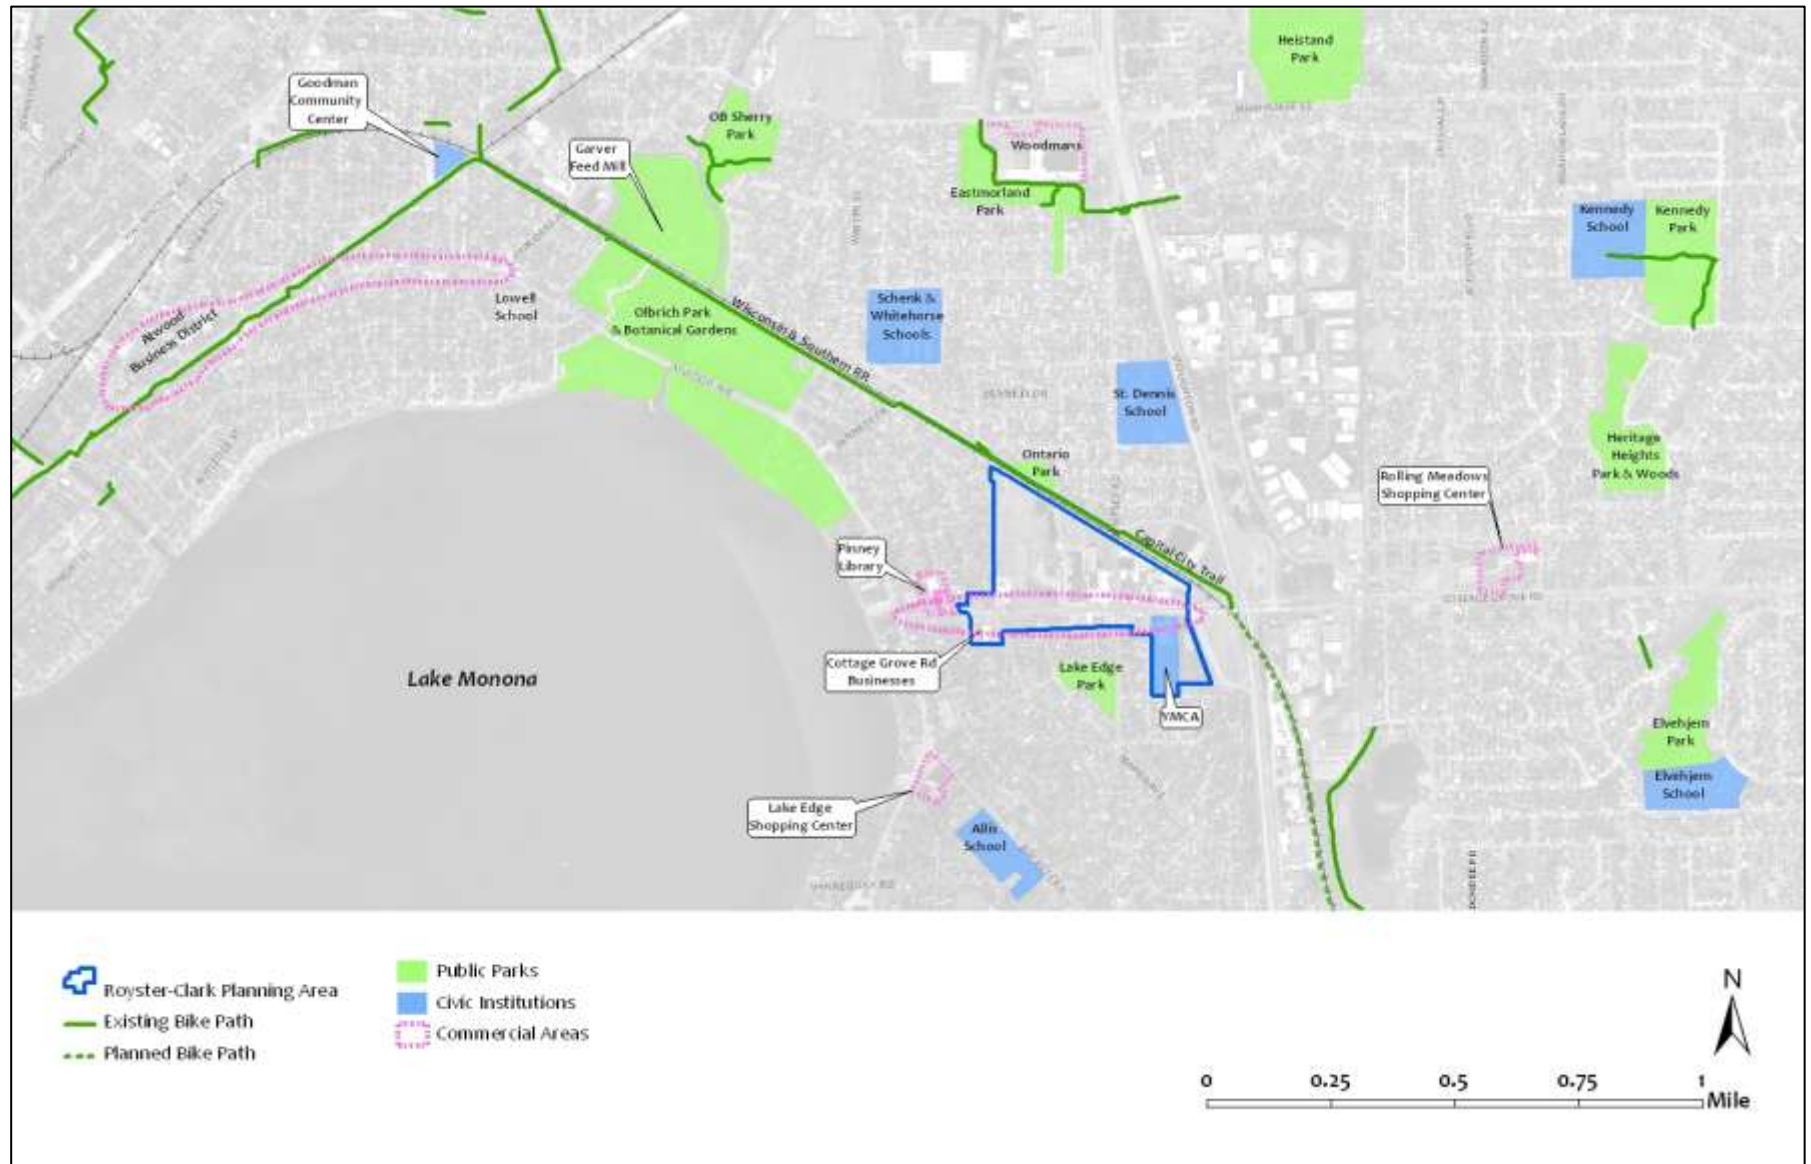 Heistand
Park
Goodman
Community
Center
OB Sherry
Park
Garver
Feed Mill
Woodmans
Eastmorland
Park
Kennedy
School
Kennedy
Park
Lowell
School
Schenk &
Whitehorse
Schools
Olbrich Park
& Botanical Gardens
Wisconsin & Southern RR
Atwood
Business District
St. Dennis
School
Heritage
Heights
Park & Woods
Ontario
Park
Rolling Meadows
Shopping Center
Capital City Trail
Pinney
Library
COTTAGE GROVE RD
Cottage Grove Rd
Businesses
Lake Edge
Park
Lake Monona
YMCA
Elvehjem
Park
Elvehjem
School
Lake Edge
Shopping Center
Allis
School
Royster-Clark Planning Area
Existing Bike Path
Planned Bike Path
Public Parks
Civic Institutions
Commercial Areas
N
0 0.25 0.5 0.75 1
Mile